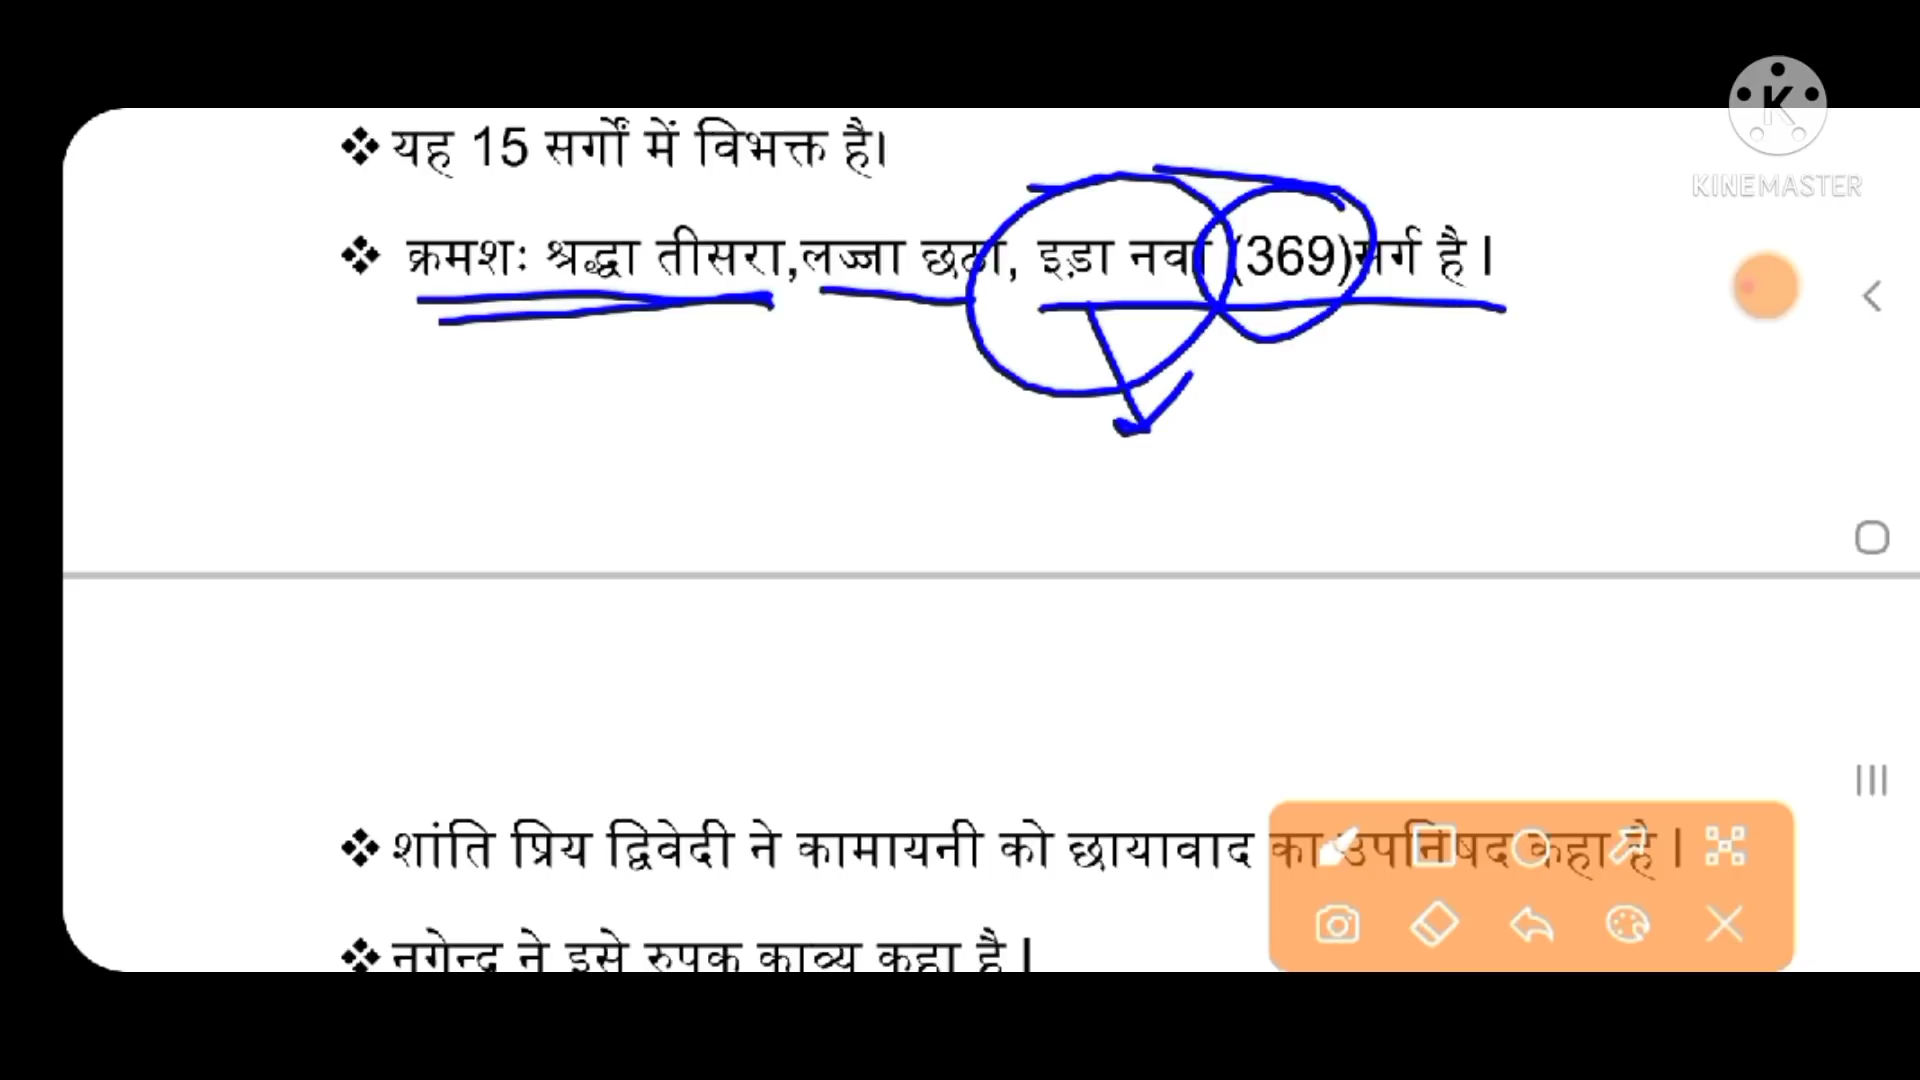 ❖ यह 15 सर्गों में विभक्त है।
❖ क्रमशः श्रद्धा तीसरा,लज्जा छठा, इड़ा नवा (369)सर्ग है l
❖ शांति प्रिय द्विवेदी ने कामायनी को छायावाद का उपनिषद कहा है l
❖ नगेन्द्र ने इसे रुपक काव्य कहा है l
K
KINEMASTER